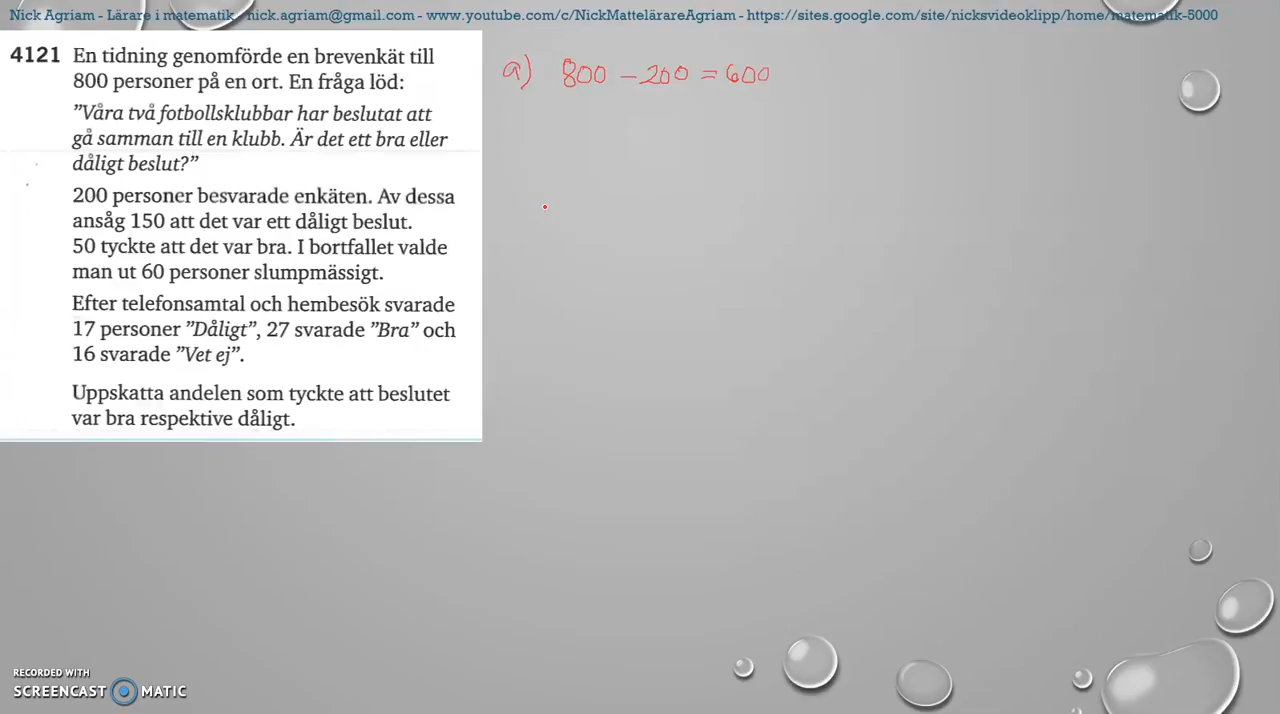 Nick Agriam - Lärare i matematik - nick.agriam@gmail.com - www.youtube.com/c/NickMattelärareAgriam - https://sites.google.com/site/nicksvideoklipp/home/matematik-5000
4121 En tidning genomförde en brevenkät till
800 personer på en ort. En fråga löd:
"Våra två fotbollsklubbar har beslutat att
gå samman till en klubb. Är det ett bra eller
dåligt beslut?"
200 personer besvarade enkäten. Av dessa
ansåg 150 att det var ett dåligt beslut.
50 tyckte att det var bra. I bortfallet valde
man ut 60 personer slumpmässigt.
Efter telefonsamtal och hembesök svarade
17 personer "Dåligt", 27 svarade "Bra" och
16 svarade "Vet ej".
Uppskatta andelen som tyckte att beslutet
var bra respektive dåligt.
a) 800 - 200 = 600
RECORDED WITH
SCREENCAST MATIC